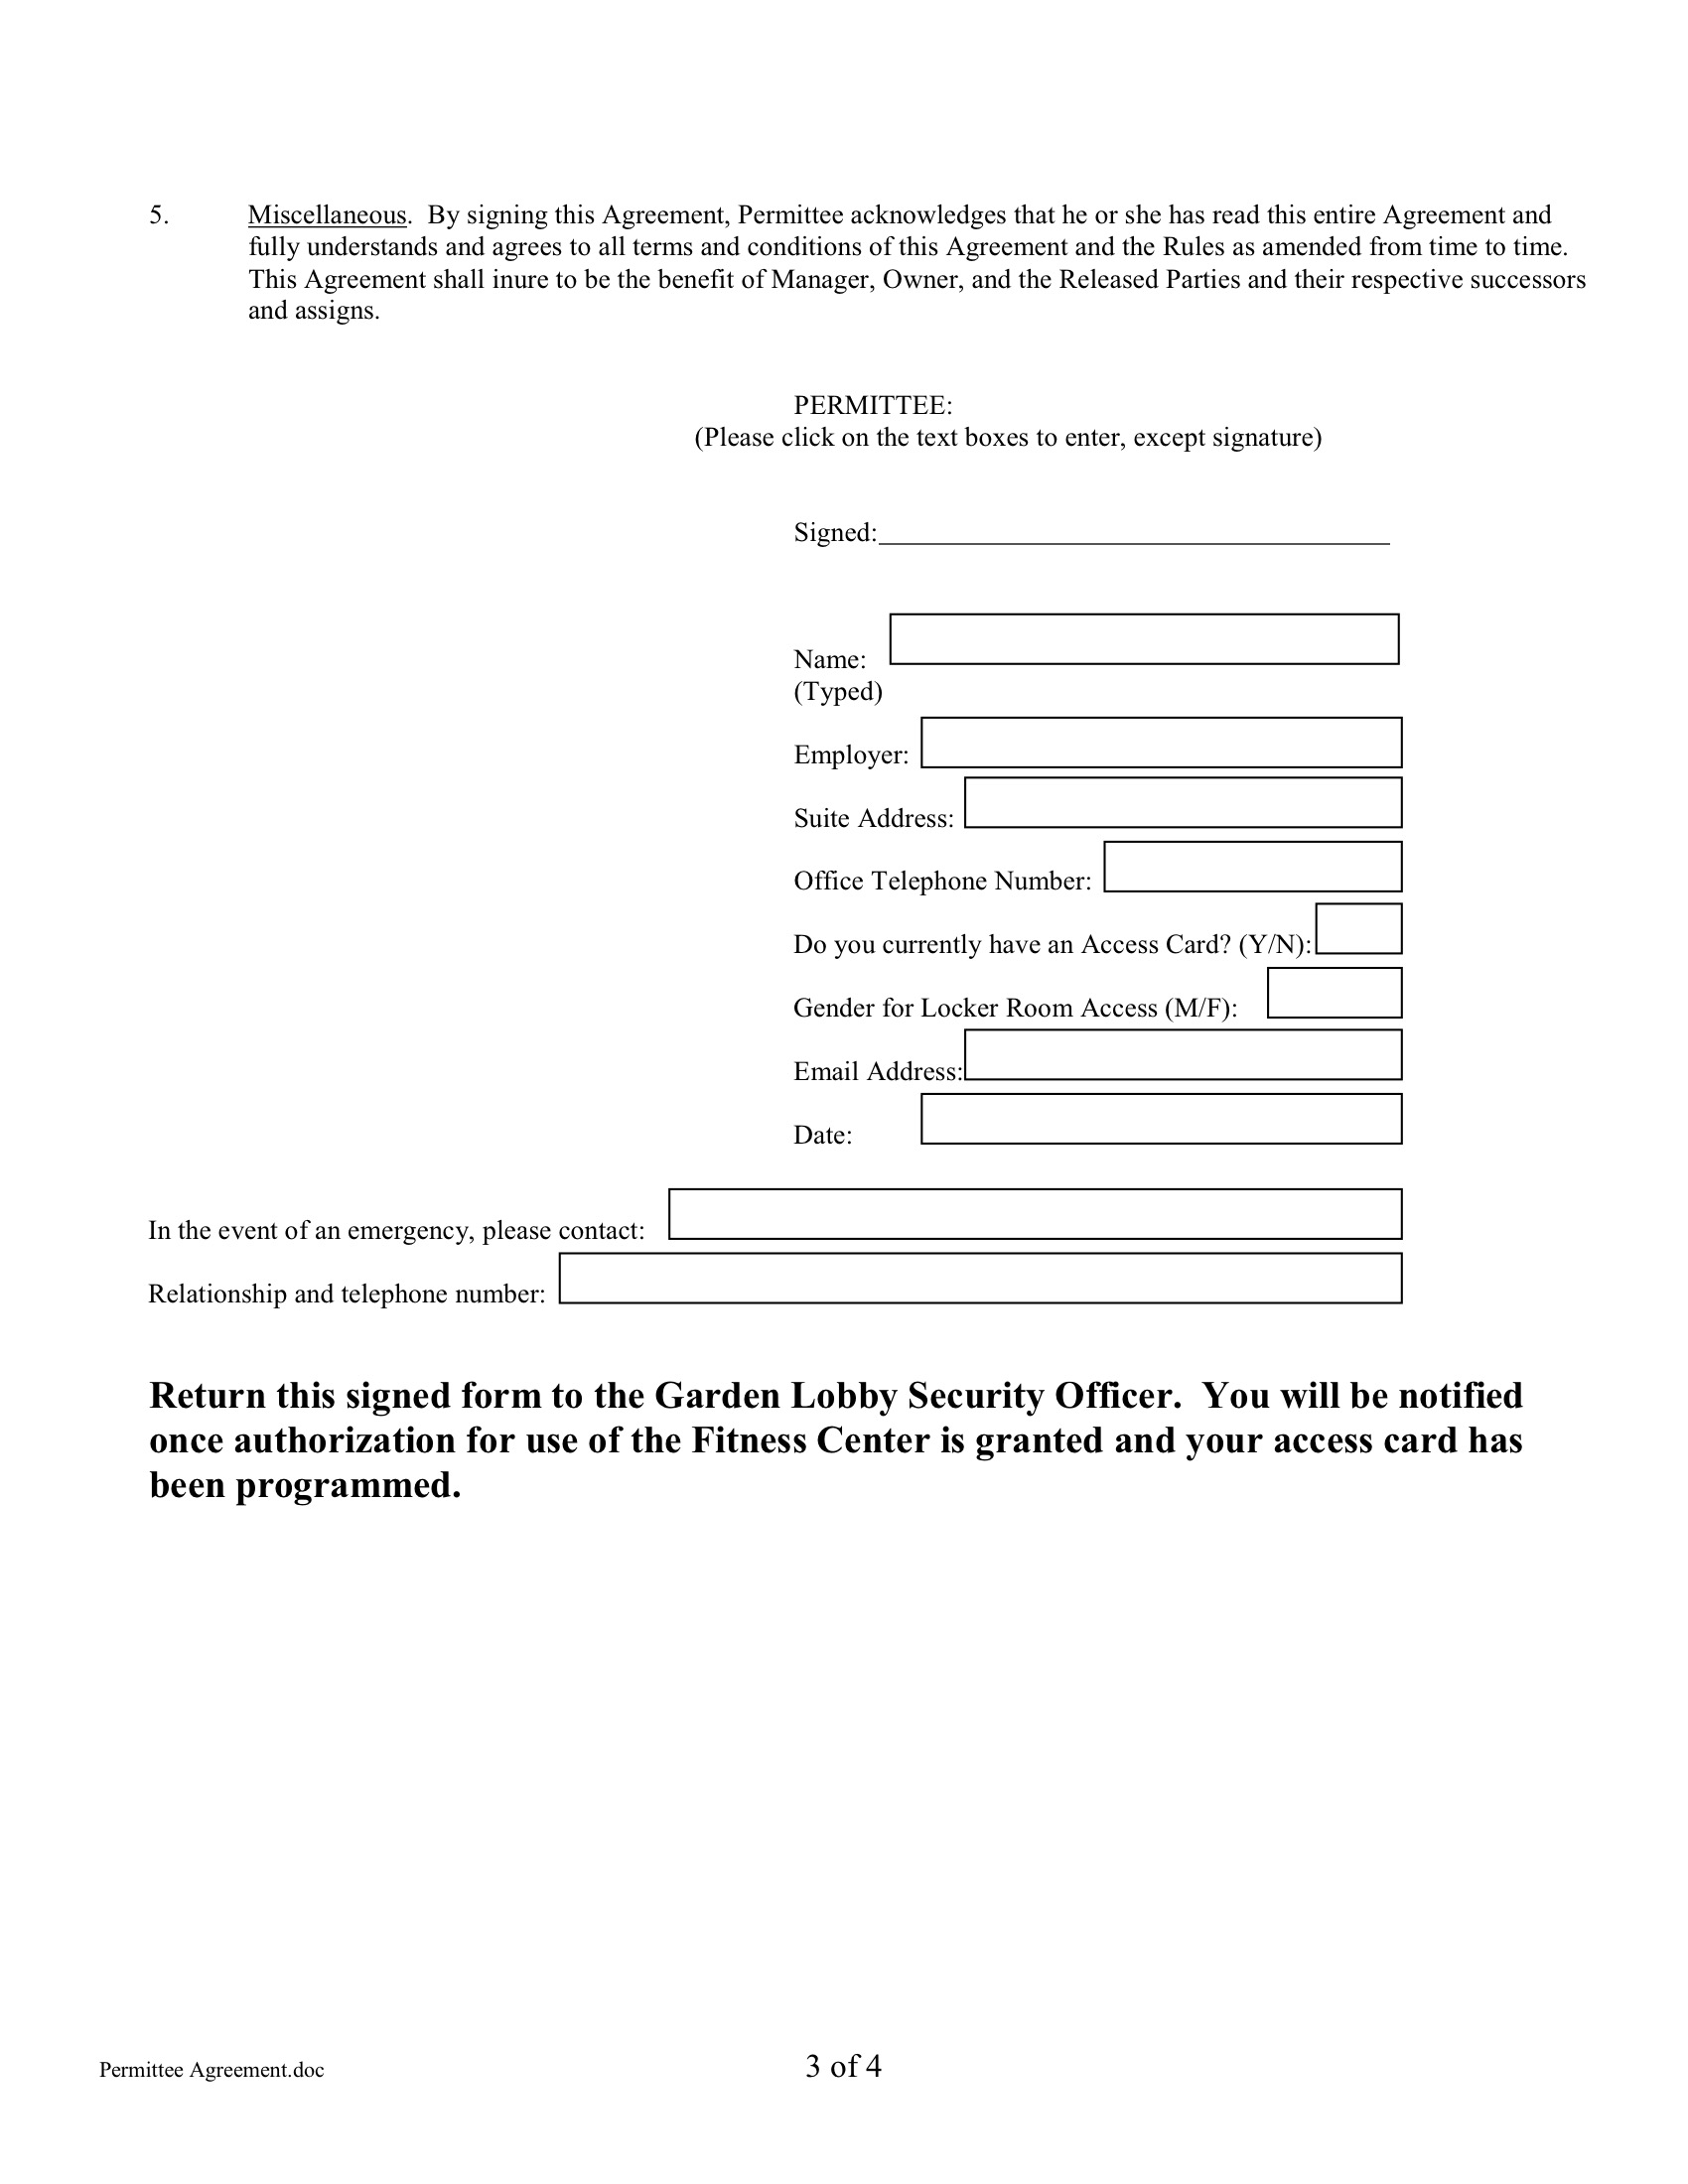 5. Miscellaneous. By signing this Agreement, Permittee acknowledges that he or she has read this entire Agreement and
fully understands and agrees to all terms and conditions of this Agreement and the Rules as amended from time to time.
This Agreement shall inure to be the benefit of Manager, Owner, and the Released Parties and their respective successors
and assigns.
PERMITTEE:
(Please click on the text boxes to enter, except signature)
Signed:
Name:
(Typed)
Employer:
Suite Address:
Office Telephone Number:
Do you currently have an Access Card? (Y/N):
Gender for Locker Room Access (M/F):
Email Address:
Date:
In the event of an emergency, please contact:
Relationship and telephone number:
Return this signed form to the Garden Lobby Security Officer. You will be notified
once authorization for use of the Fitness Center is granted and your access card has
been programmed.
Permittee Agreement.doc 3 of 4